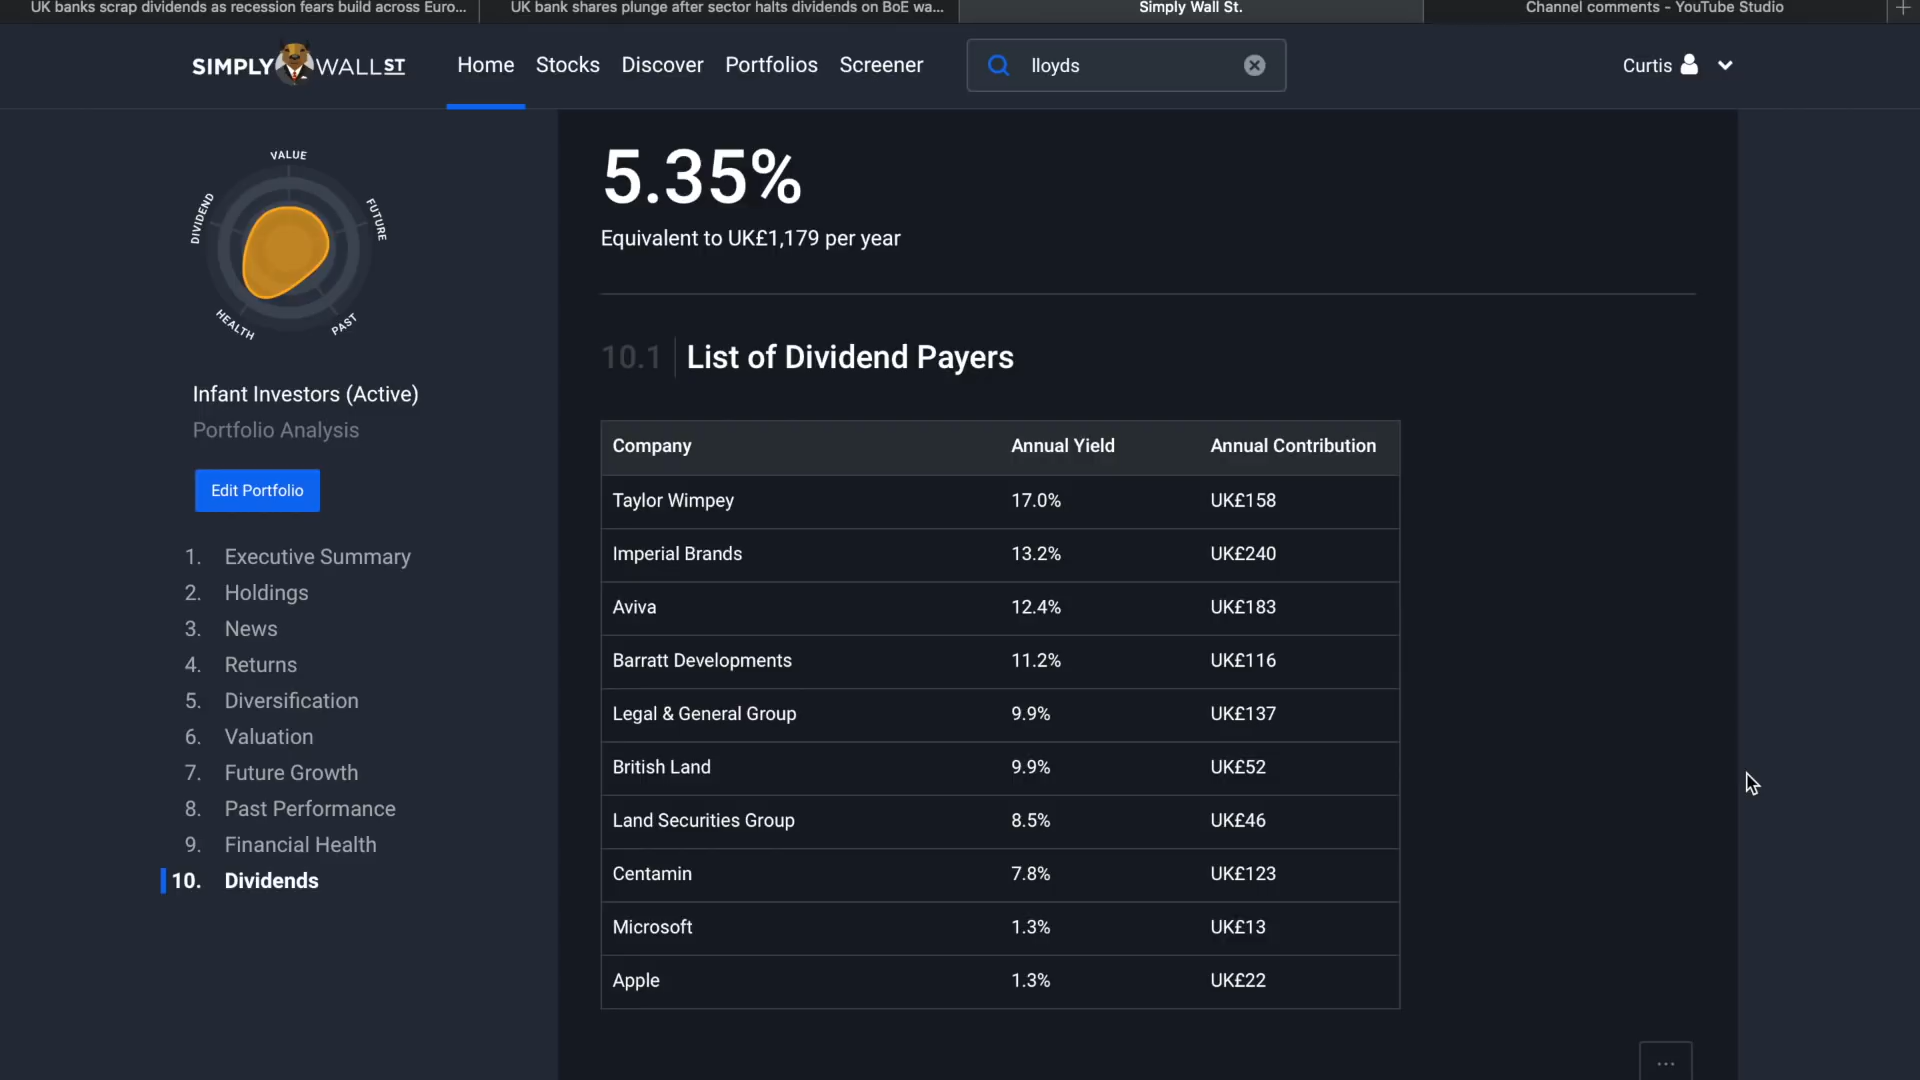 UK banks scrap dividends as recession fears build across Euro...
UK bank shares plunge after sector halts dividends on BoE wa...
Simply Wall St.
Channel comments - YouTube Studio
SIMPLY WALL ST
Home
Stocks
Discover
Portfolios
Screener
lloyds
Curtis
VALUE
FUTURE
PAST
HEALTH
DIVIDEND
Infant Investors (Active)
Portfolio Analysis
Edit Portfolio
1. Executive Summary
2. Holdings
3. News
4. Returns
5. Diversification
6. Valuation
7. Future Growth
8. Past Performance
9. Financial Health
10. Dividends
5.35%
Equivalent to UK£1,179 per year
10.1 List of Dividend Payers
Company Annual Yield Annual Contribution
Taylor Wimpey 17.0% UK£158
Imperial Brands 13.2% UK£240
Aviva 12.4% UK£183
Barratt Developments 11.2% UK£116
Legal & General Group 9.9% UK£137
British Land 9.9% UK£52
Land Securities Group 8.5% UK£46
Centamin 7.8% UK£123
Microsoft 1.3% UK£13
Apple 1.3% UK£22
...